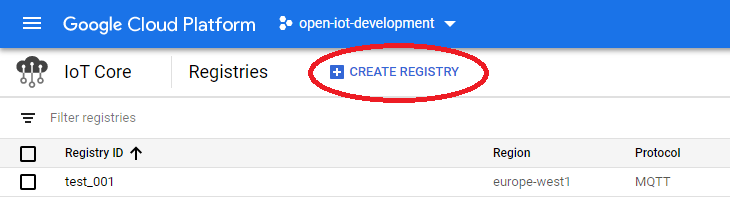 Google Cloud Platform open-iot-development
IoT Core Registries CREATE REGISTRY
Filter registries
Registry ID Region Protocol
test_001 europe-west1 MQTT